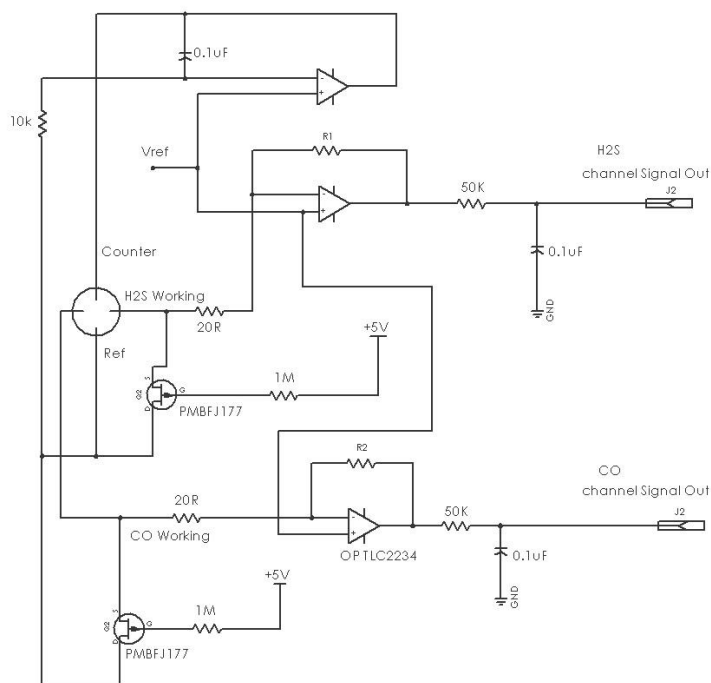 0.1uF
-
+
10k
Vref
R1
-
+
50K
H2S
channel Signal Out
J2
0.1uF
GND
Counter
H2S Working
20R
Ref
+5V
1M
S
G
Q2
D
PMBFJ177
R2
20R
-
+
50K
CO
channel Signal Out
J2
CO Working
OPTLC2234
0.1uF
GND
+5V
1M
S
G
Q2
D
PMBFJ177